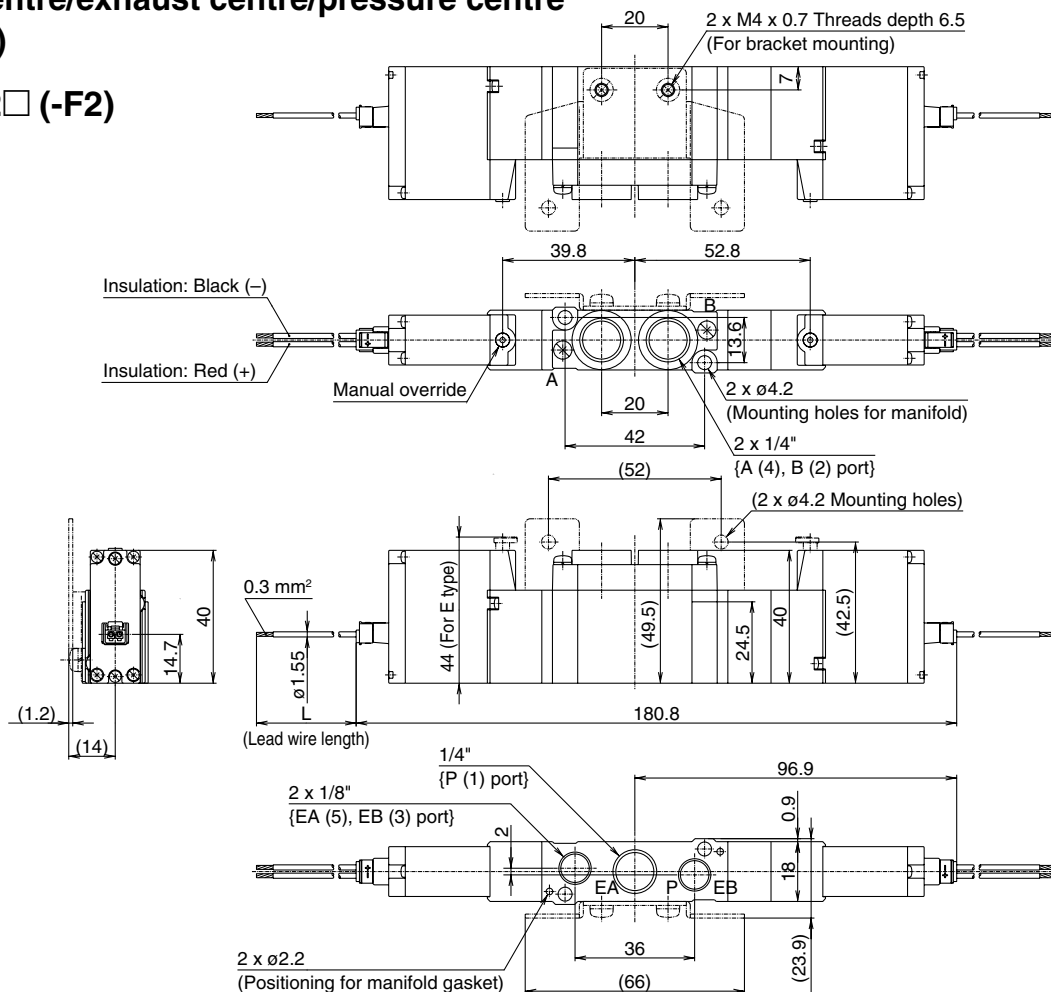 entre/exhaust centre/pressure centre
)
□ (-F2)
20
2 x M4 x 0.7 Threads depth 6.5
(For bracket mounting)
7
39.8
52.8
Insulation: Black (–)
Insulation: Red (+)
Manual override
A
B
13.6
20
42
2 x ø4.2
(Mounting holes for manifold)
2 x 1/4"
{A (4), B (2) port}
(52)
(2 x ø4.2 Mounting holes)
0.3 mm²
40
14.7
(1.2)
(14)
ø1.55
L
(Lead wire length)
44 (For E type)
(49.5)
24.5
40
(42.5)
180.8
1/4"
{P (1) port}
2 x 1/8"
{EA (5), EB (3) port}
96.9
2
0.9
18
EA
P
EB
36
(66)
(23.9)
2 x ø2.2
(Positioning for manifold gasket)